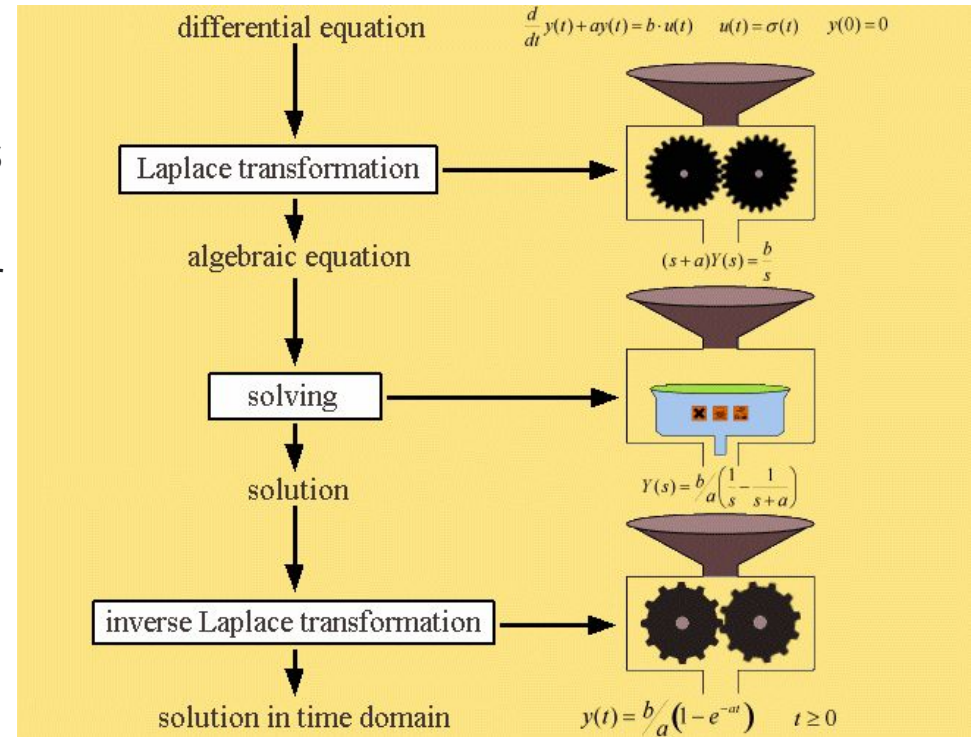 differential equation
d/dt y(t) + ay(t) = b · u(t) u(t) = σ(t) y(0) = 0
Laplace transformation
algebraic equation
(s + a)Y(s) = b/s
solving
solution
Y(s) = b/a(1/s − 1/(s + a))
inverse Laplace transformation
solution in time domain
y(t) = b/a(1 − e^{−at}) t ≥ 0